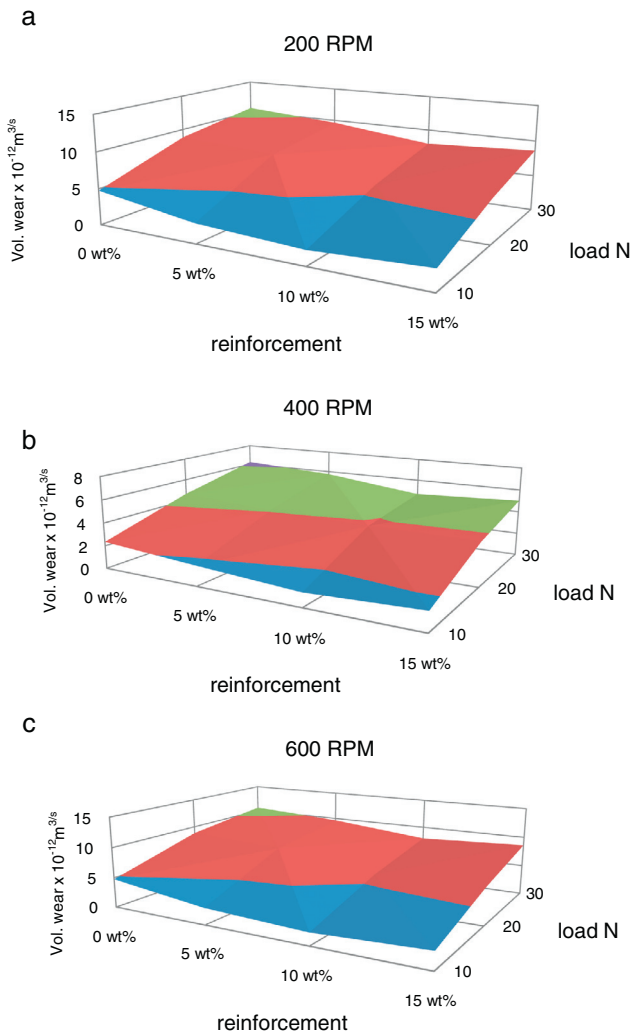 a
200 RPM
Vol. wear x 10-12m3/s
15
10
5
0
0 wt%
5 wt%
10 wt%
15 wt%
10
20
30
load N
reinforcement
400 RPM
b
Vol. wear x 10-12m3/s
8
6
4
2
0
0 wt%
5 wt%
10 wt%
15 wt%
10
20
30
load N
reinforcement
c
600 RPM
Vol. wear x 10-12m3/s
15
10
5
0
0 wt%
5 wt%
10 wt%
15 wt%
10
20
30
load N
reinforcement